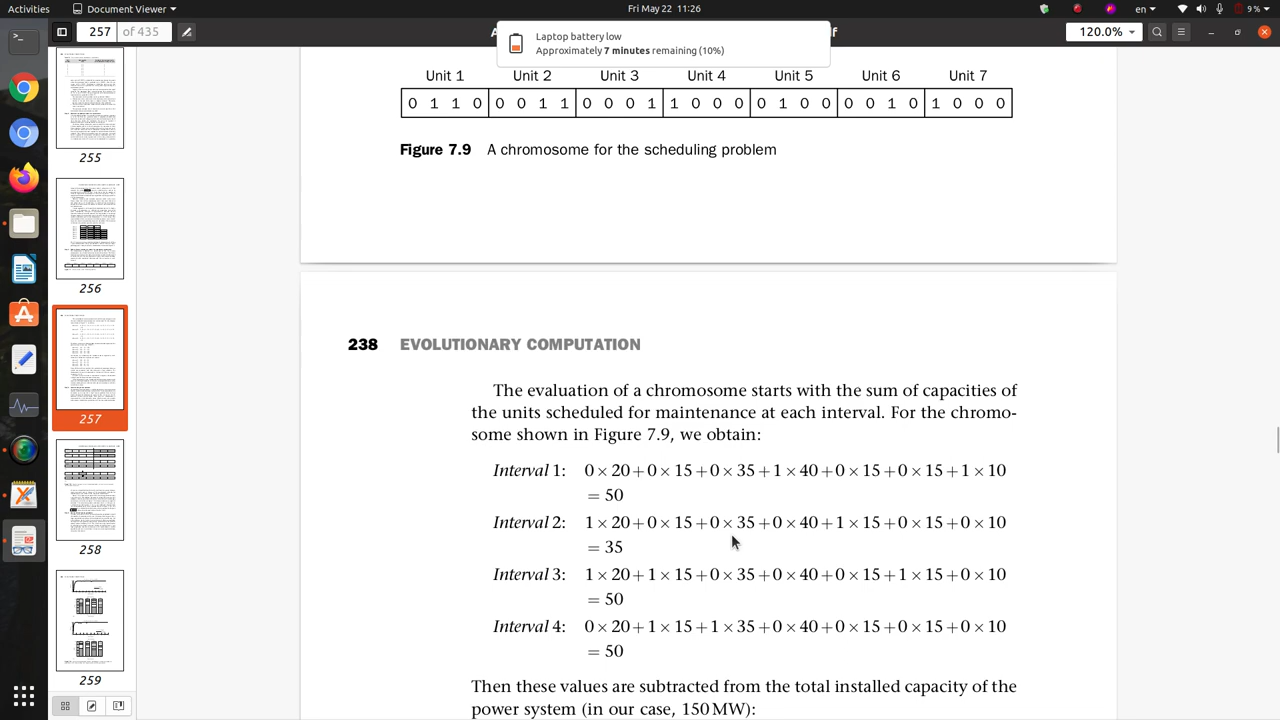 Activities Document Viewer Fri May 22 11:26 9 %
257 of 435 120.0%
Laptop battery low
Approximately 7 minutes remaining (10%)
Unit 1 Unit 3 Unit 4 Unit 5 Unit 6
0 1 1 0 0 0 1 1 0 0 0 1 1 0 0 0 0 1 0 0 0 0 1 0 1 0 0 0
Figure 7.9 A chromosome for the scheduling problem
255
256
257
258
259
238 EVOLUTIONARY COMPUTATION
The evaluation of a chromosome starts with the sum of capacities of
the units scheduled for maintenance at each interval. For the chromo-
some shown in Figure 7.9, we obtain:
Interval 1: 0 × 20 + 0 × 15 + 0 × 35 + 1 × 40 + 0 × 15 + 0 × 15 + 1 × 10
= 50
Interval 2: 1 × 20 + 0 × 15 + 0 × 35 + 0 × 40 + 1 × 15 + 0 × 15 + 0 × 10
= 35
Interval 3: 1 × 20 + 1 × 15 + 0 × 35 + 0 × 40 + 0 × 15 + 1 × 15 + 0 × 10
= 50
Interval 4: 0 × 20 + 1 × 15 + 1 × 35 + 0 × 40 + 0 × 15 + 0 × 15 + 0 × 10
= 50
Then these values are subtracted from the total installed capacity of the
power system (in our case, 150 MW):